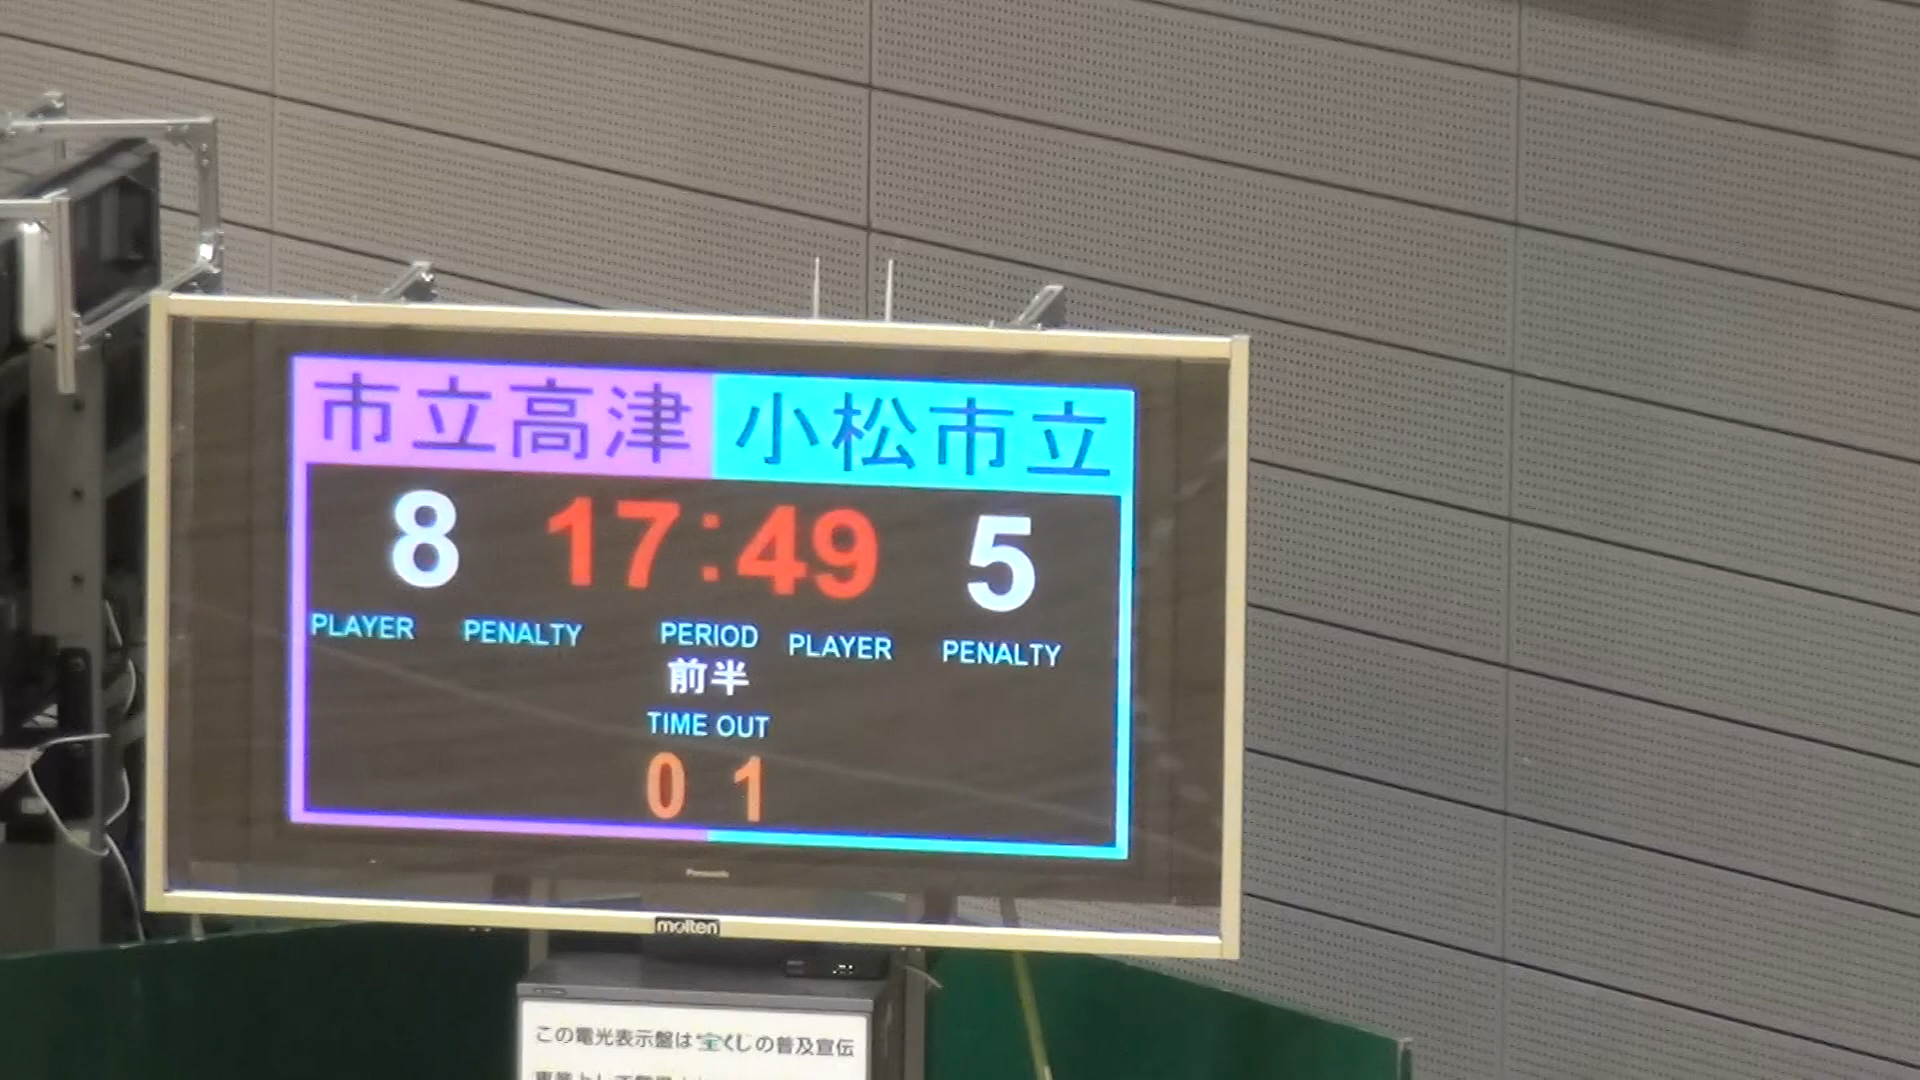 市立高津 小松市立
8 17:49 5
PLAYER PENALTY PERIOD PLAYER PENALTY
前半
TIME OUT
0 1
Panasonic
molten
この電光表示盤は宝くじの普及宣伝